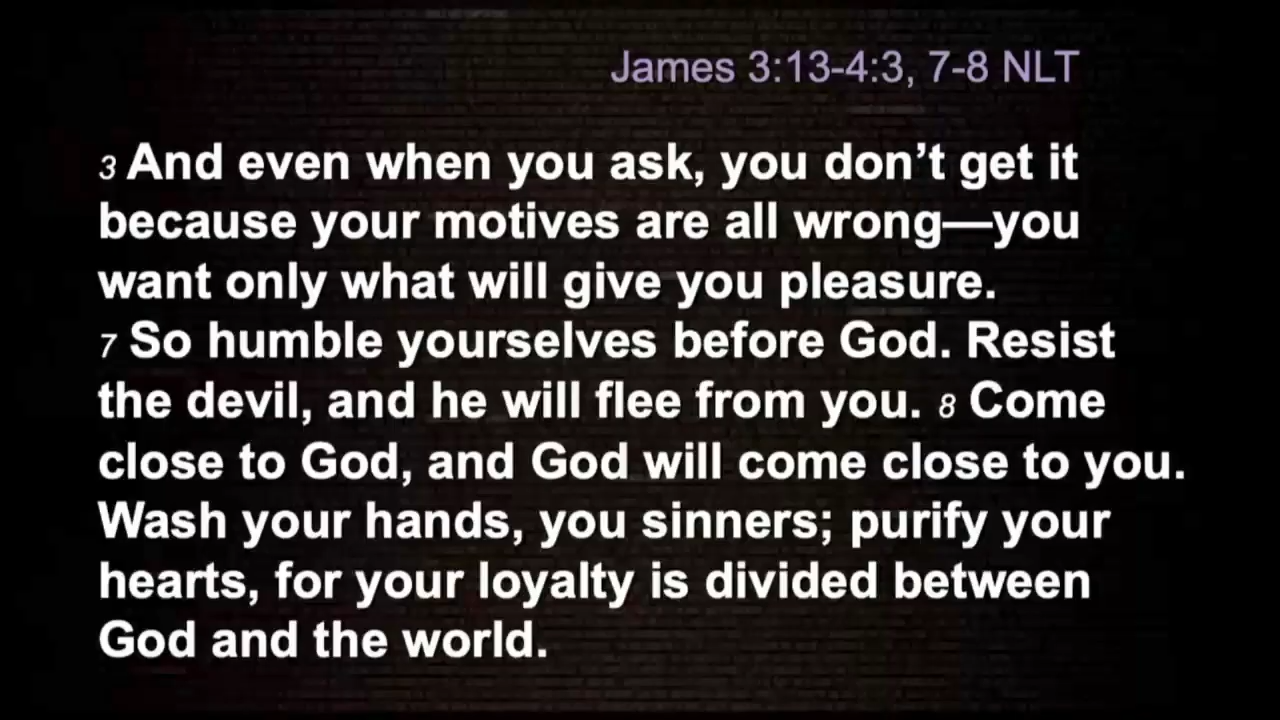 James 3:13-4:3, 7-8 NLT
3 And even when you ask, you don’t get it
because your motives are all wrong—you
want only what will give you pleasure.
7 So humble yourselves before God. Resist
the devil, and he will flee from you. 8 Come
close to God, and God will come close to you.
Wash your hands, you sinners; purify your
hearts, for your loyalty is divided between
God and the world.